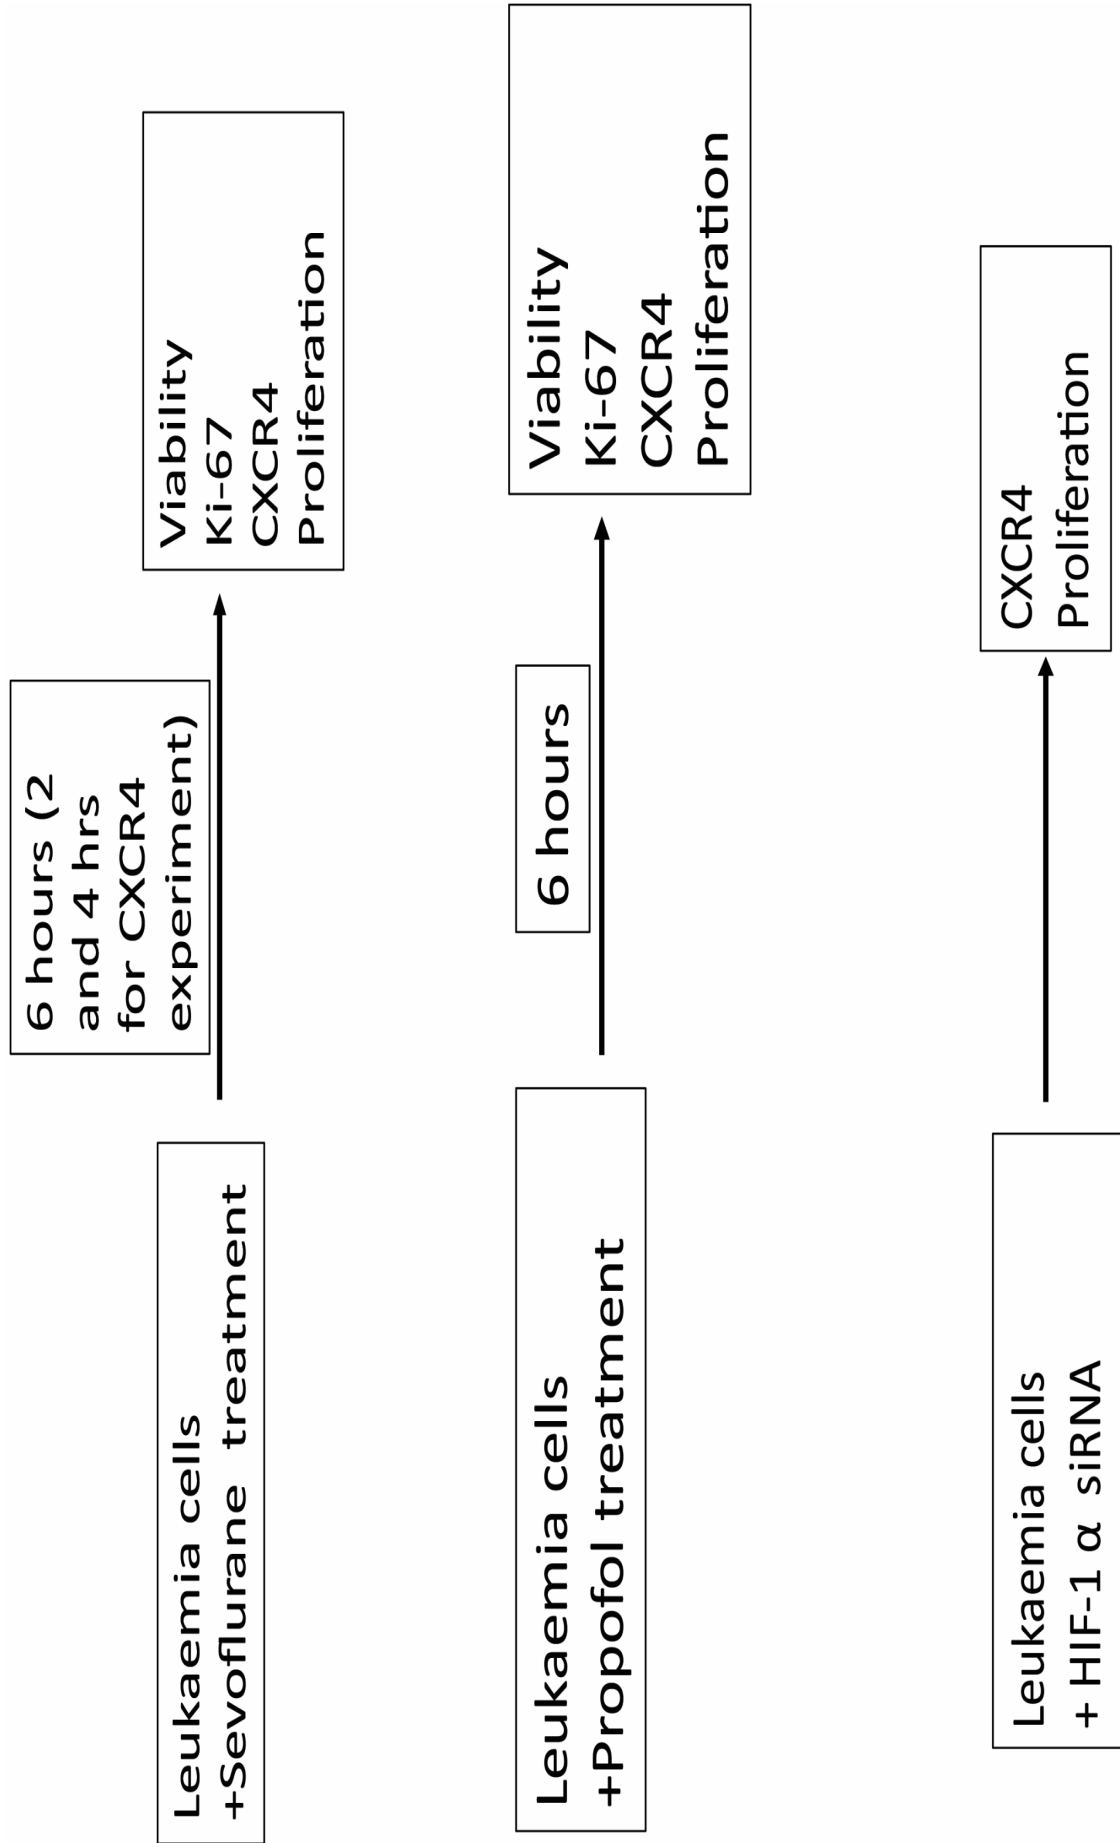 Leukaemia cells
+Sevoflurane treatment
6 hours (2
and 4 hrs
for CXCR4
experiment)
Viability
Ki-67
CXCR4
Proliferation
Leukaemia cells
+Propofol treatment
6 hours
Viability
Ki-67
CXCR4
Proliferation
Leukaemia cells
+ HIF-1 α siRNA
CXCR4
Proliferation